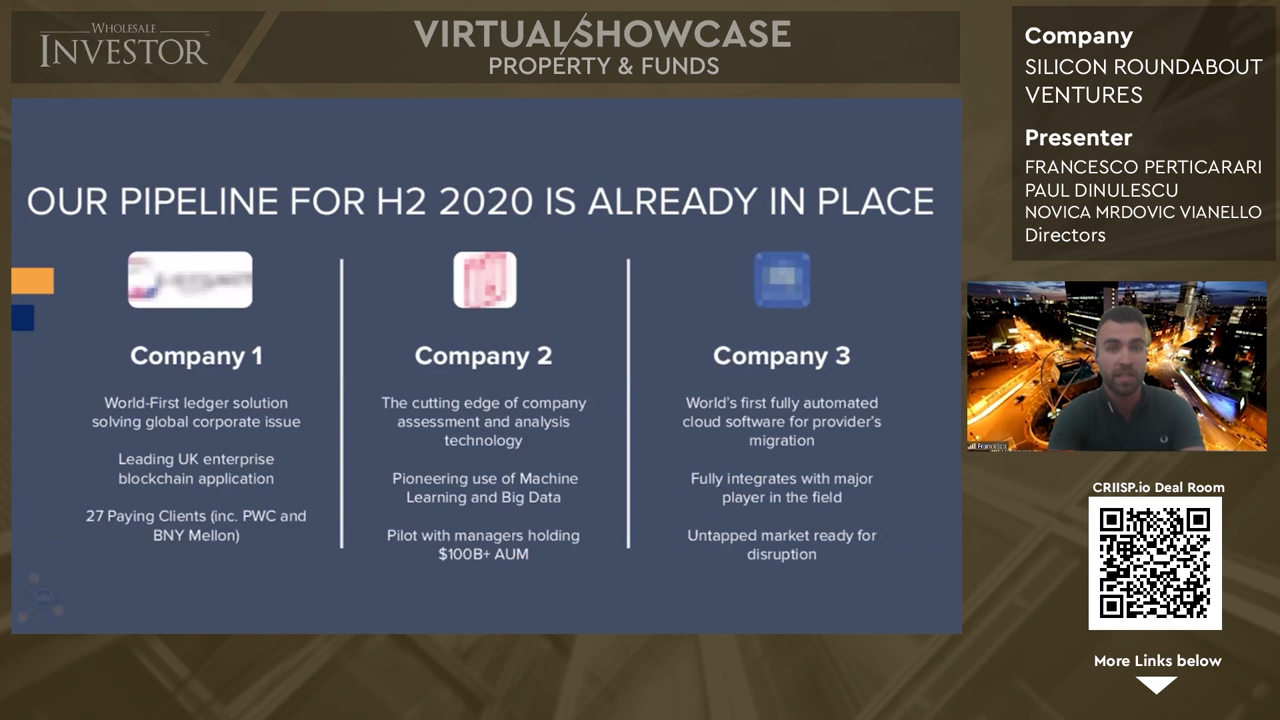 WHOLESALE
INVESTOR
VIRTUAL SHOWCASE
PROPERTY & FUNDS
Company
SILICON ROUNDABOUT
VENTURES
Presenter
FRANCESCO PERTICARARI
PAUL DINULESCU
NOVICA MRDOVIC VIANELLO
Directors
OUR PIPELINE FOR H2 2020 IS ALREADY IN PLACE
Company 1
World-First ledger solution
solving global corporate issue
Leading UK enterprise
blockchain application
27 Paying Clients (inc. PWC and
BNY Mellon)
Company 2
The cutting edge of company
assessment and analysis
technology
Pioneering use of Machine
Learning and Big Data
Pilot with managers holding
$100B+ AUM
Company 3
World's first fully automated
cloud software for provider's
migration
Fully integrates with major
player in the field
Untapped market ready for
disruption
Francesco
CRIISP.io Deal Room
More Links below